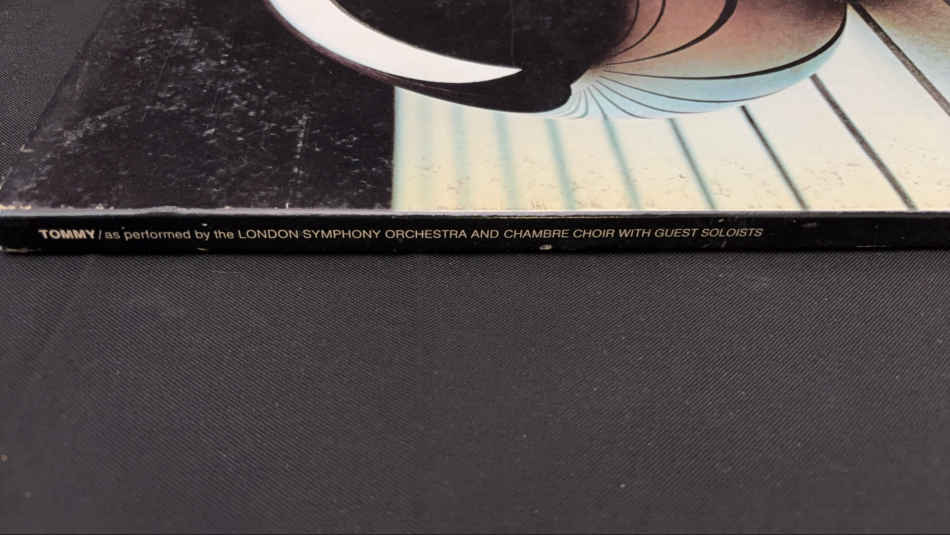 TOMMY / as performed by the LONDON SYMPHONY ORCHESTRA AND CHAMBRE CHOIR WITH GUEST SOLOISTS